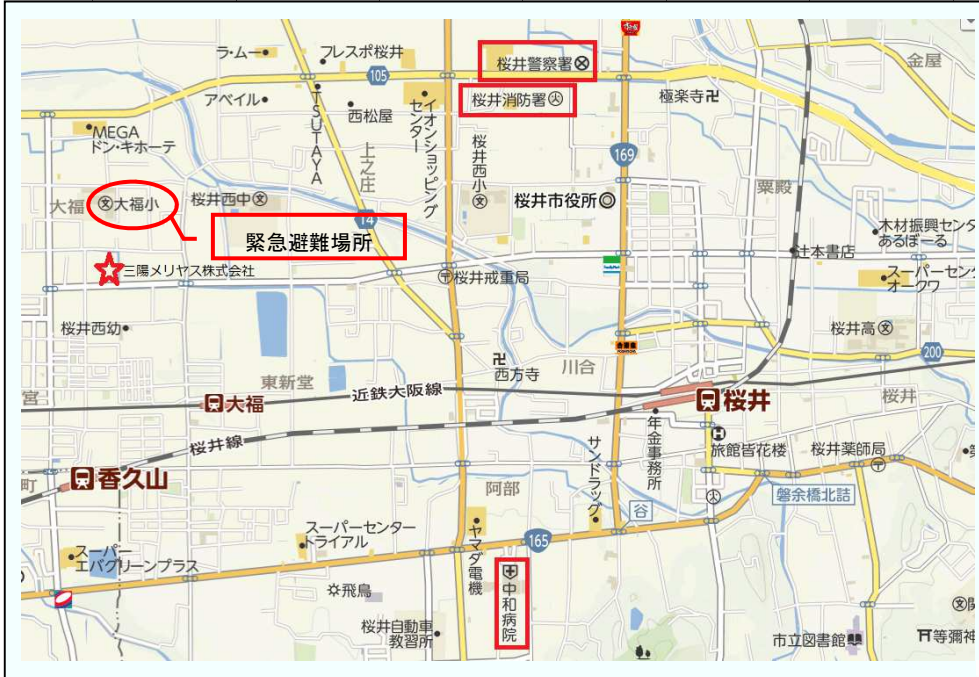 ラ・ムー
フレスポ桜井
桜井警察署
金屋
105
アベイル
TSUTAYA
西松屋
イオンショッピング
センター
桜井消防署
極楽寺
MEGA
ドン・キホーテ
上之庄
桜井西小
169
粟殿
大福
大福小
桜井西中
14
桜井市役所
緊急避難場所
木材振興センタ
あるぼーる
辻本書店
三陽メリヤス株式会社
桜井戒重局
FamilyMart
スーパーセン
オークワ
桜井西幼
桜井高
200
西方寺
川合
東新堂
近鉄大阪線
宮
大福
桜井
桜井
桜井線
年金事務所
旅館皆花楼
桜井薬師局
香久山
町
サンドラッグ
阿部
谷
磐余橋北詰
スーパーセンター
トライアル
ヤマダ電機
165
スーパー
エバグリーンプラス
飛鳥
中和病院
桜井自動車
教習所
市立図書館
等彌神